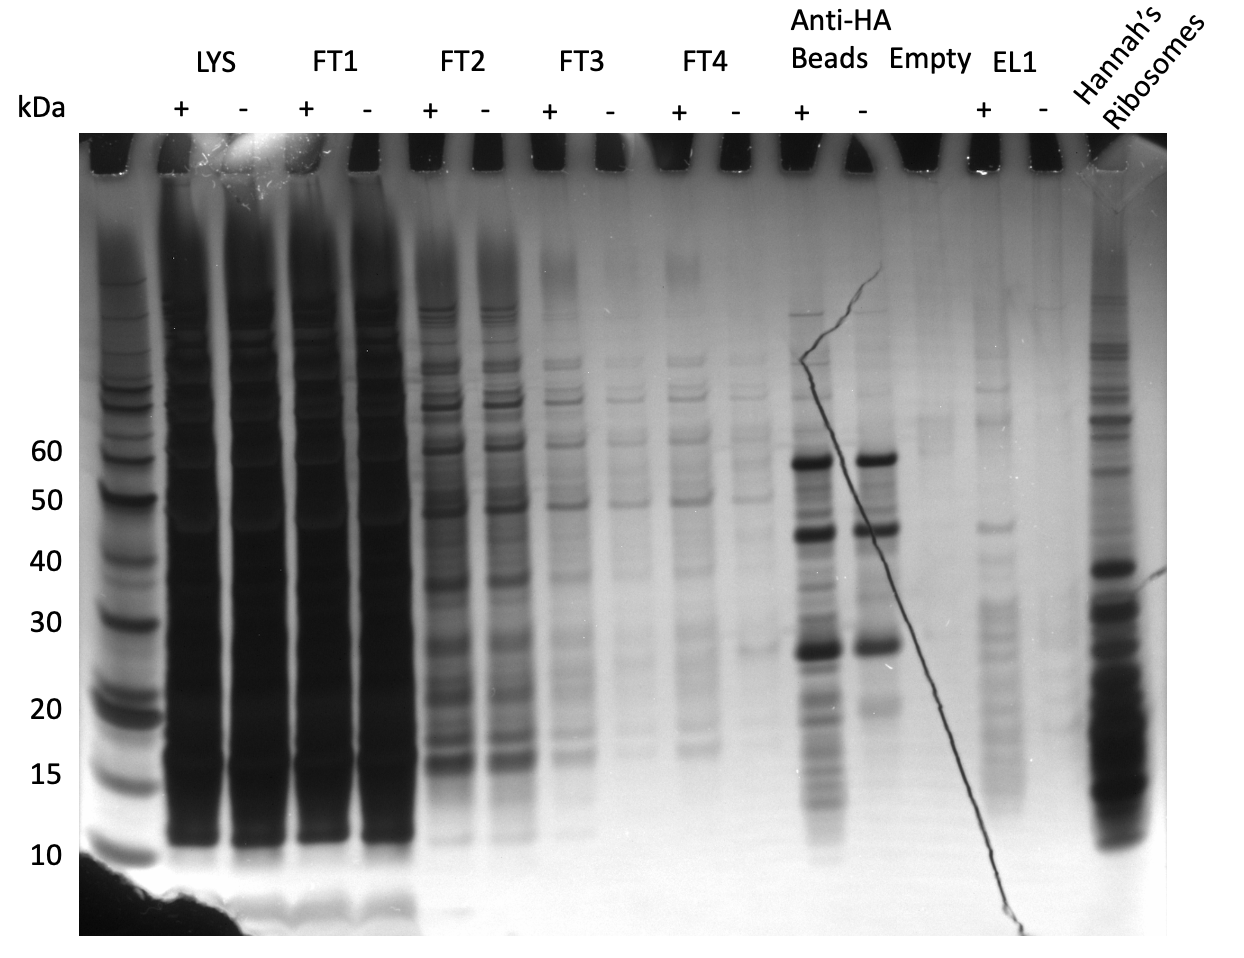 Anti-HA
LYS FT1 FT2 FT3 FT4 Beads Empty EL1 Hannah's
Ribosomes
kDa + - + - + - + - + - + - + -
60
50
40
30
20
15
10